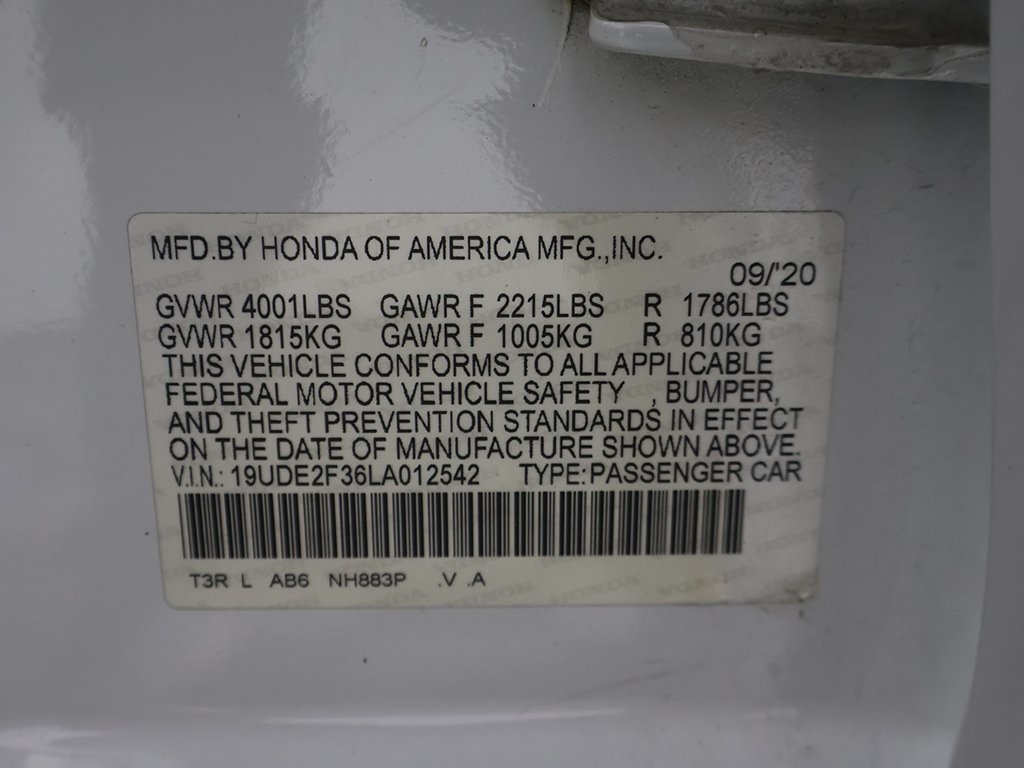 MFD.BY HONDA OF AMERICA MFG.,INC.
09/'20
GVWR 4001LBS GAWR F 2215LBS R 1786LBS
GVWR 1815KG GAWR F 1005KG R 810KG
THIS VEHICLE CONFORMS TO ALL APPLICABLE
FEDERAL MOTOR VEHICLE SAFETY , BUMPER,
AND THEFT PREVENTION STANDARDS IN EFFECT
ON THE DATE OF MANUFACTURE SHOWN ABOVE.
V.I.N.: 19UDE2F36LA012542 TYPE:PASSENGER CAR
T3R L AB6 NH883P .V .A